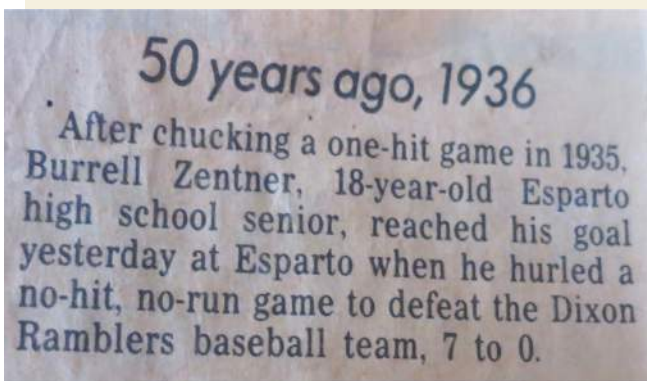 50 years ago, 1936
After chucking a one-hit game in 1935,
Burrell Zentner, 18-year-old Esparto
high school senior, reached his goal
yesterday at Esparto when he hurled a
no-hit, no-run game to defeat the Dixon
Ramblers baseball team, 7 to 0.